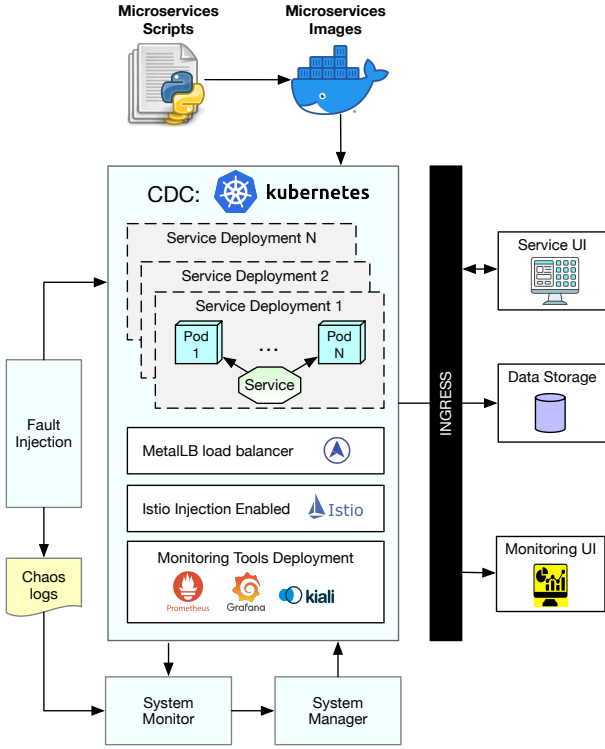 Microservices
Scripts
Microservices
Images
CDC:
kubernetes
Service Deployment N
Service Deployment 2
Service Deployment 1
Pod
1
...
Pod
N
Service
MetalLB load balancer
Istio Injection Enabled
Istio
Monitoring Tools Deployment
Prometheus
Grafana
kiali
Fault
Injection
Chaos
logs
System
Monitor
System
Manager
INGRESS
Service UI
Data Storage
Monitoring UI